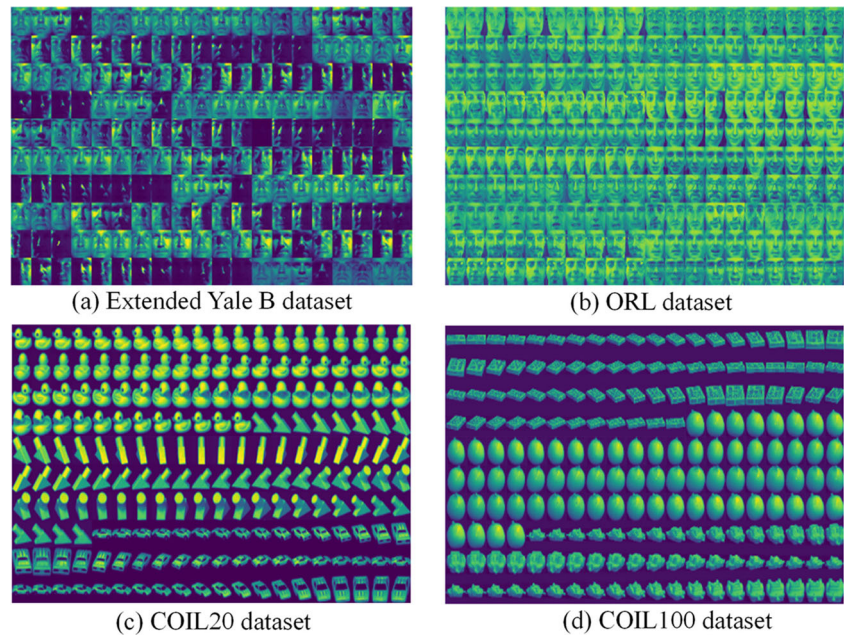 (a) Extended Yale B dataset
(b) ORL dataset
(c) COIL20 dataset
(d) COIL100 dataset